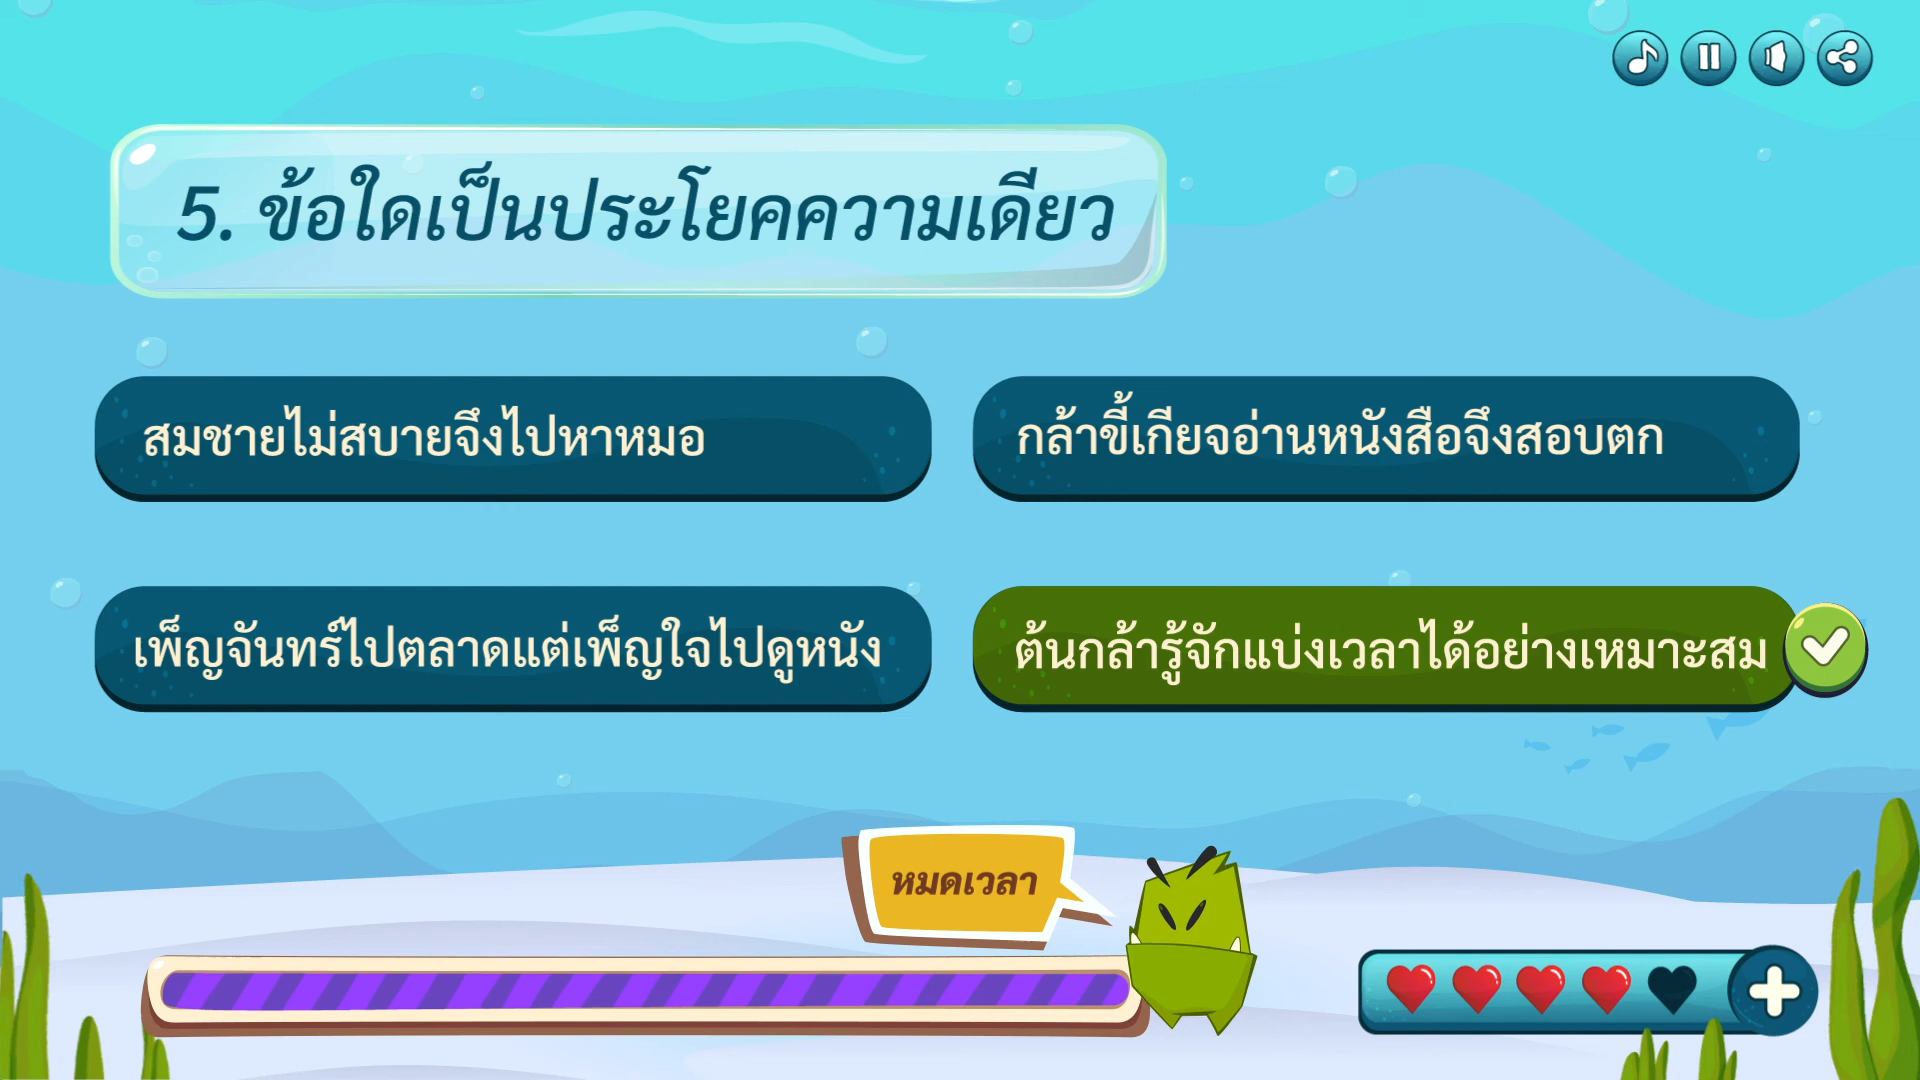 5. ข้อใดเป็นประโยคความเดียว
สมชายไม่สบายจึงไปหาหมอ
กล้าขี้เกียจอ่านหนังสือจึงสอบตก
เพ็ญจันทร์ไปตลาดแต่เพ็ญใจไปดูหนัง
ต้นกล้ารู้จักแบ่งเวลาได้อย่างเหมาะสม
หมดเวลา